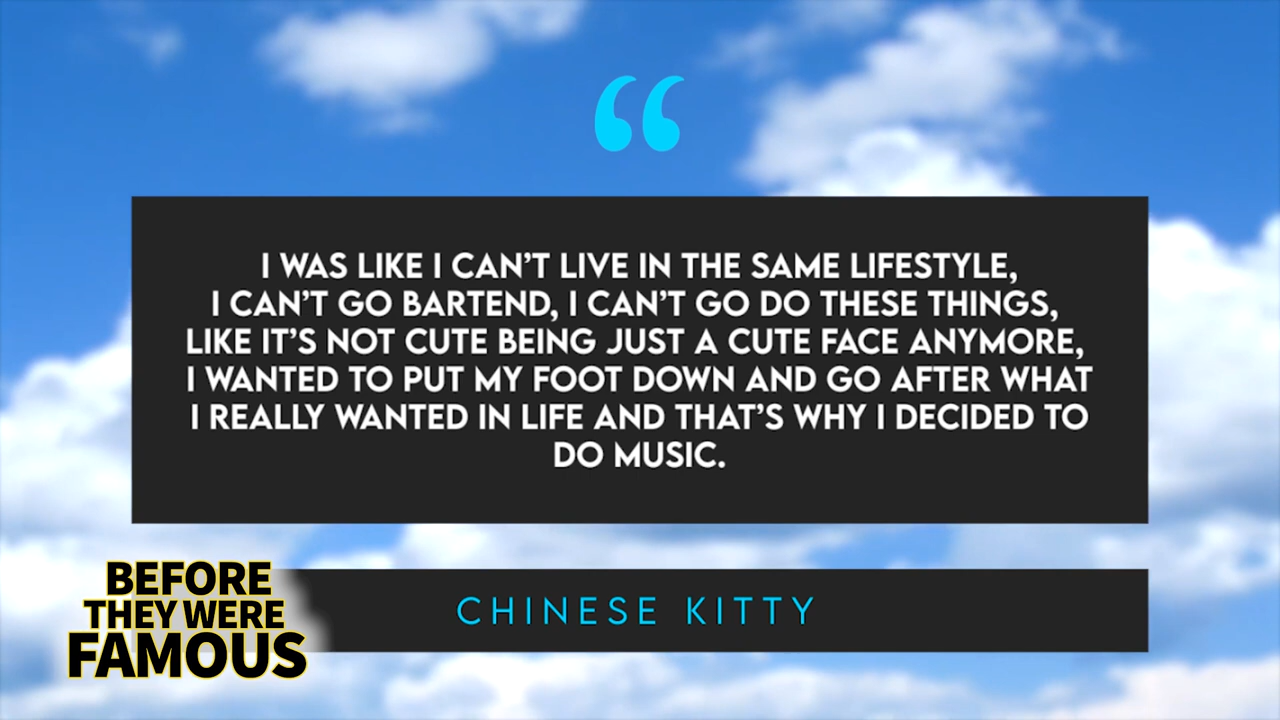 “
I WAS LIKE I CAN’T LIVE IN THE SAME LIFESTYLE,
I CAN’T GO BARTEND, I CAN’T GO DO THESE THINGS,
LIKE IT’S NOT CUTE BEING JUST A CUTE FACE ANYMORE,
I WANTED TO PUT MY FOOT DOWN AND GO AFTER WHAT
I REALLY WANTED IN LIFE AND THAT’S WHY I DECIDED TO
DO MUSIC.
CHINESE KITTY
BEFORE
THEY WERE
FAMOUS